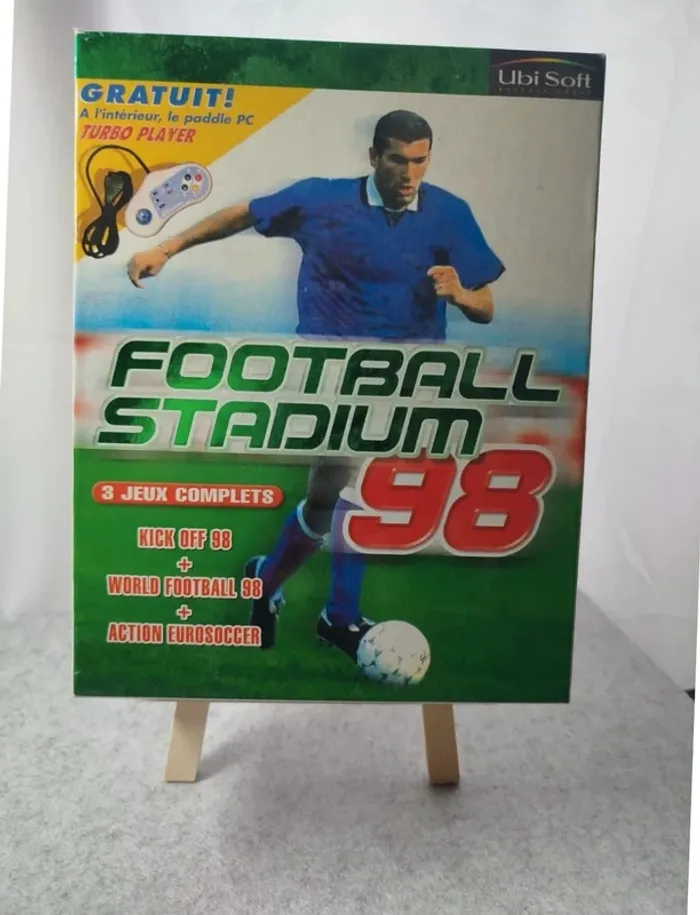 Ubi Soft
GRATUIT!
A l'intérieur, le paddle PC
TURBO PLAYER
FOOTBALL
STADIUM
98
3 JEUX COMPLETS
KICK OFF 98
+
WORLD FOOTBALL 98
+
ACTION EUROSOCCER